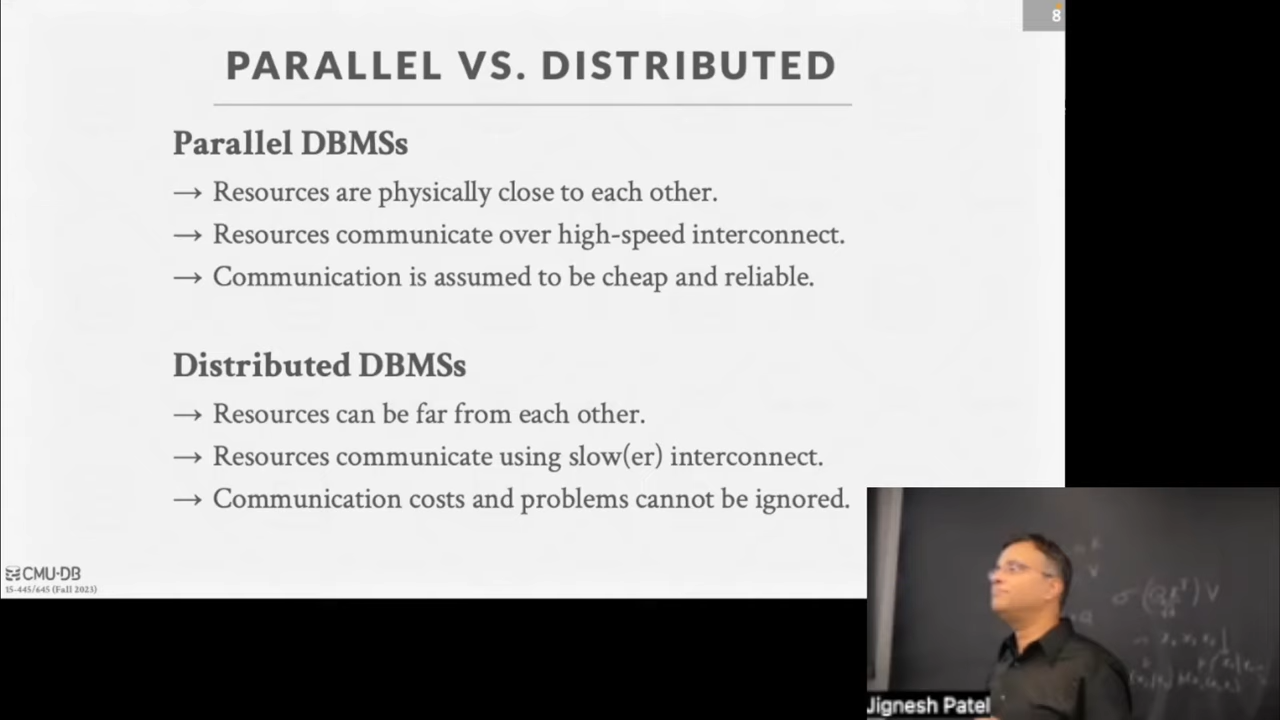 8
PARALLEL VS. DISTRIBUTED
Parallel DBMSs
→ Resources are physically close to each other.
→ Resources communicate over high-speed interconnect.
→ Communication is assumed to be cheap and reliable.
Distributed DBMSs
→ Resources can be far from each other.
→ Resources communicate using slow(er) interconnect.
→ Communication costs and problems cannot be ignored.
CMU·DB
15-445/645 (Fall 2023)
Jignesh Patel